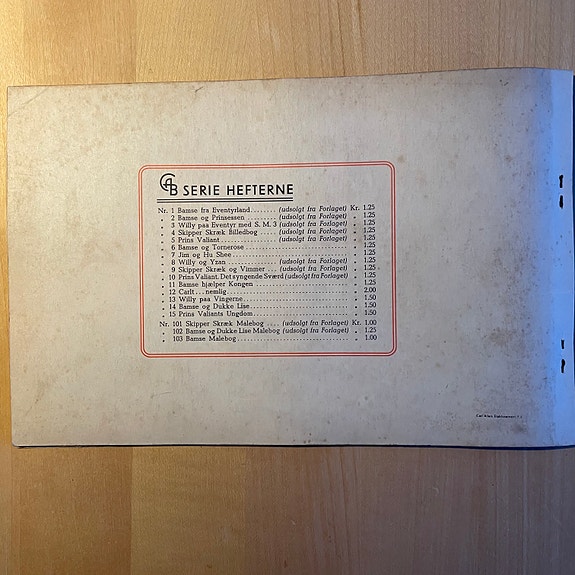 CAB SERIE HEFTERNE
Nr. 1 Bamse fra Eventyrland........ (udsolgt fra Forlaget) Kr. 1.25
„ 2 Bamse og Prinsessen ........ (udsolgt fra Forlaget) „ 1.25
„ 3 Willy paa Eventyr med S. M. 3 (udsolgt fra Forlaget) „ 1.25
„ 4 Skipper Skræk Billedbog .... (udsolgt fra Forlaget) „ 1.25
„ 5 Prins Valiant .............. (udsolgt fra Forlaget) „ 1.25
„ 6 Bamse og Tornerose.............................. „ 1.25
„ 7 Jim og Hu Shee.................................. „ 1.25
„ 8 Willy og Yzan .............. (udsolgt fra Forlaget) „ 1.25
„ 9 Skipper Skræk og Vimmer ... (udsolgt fra Forlaget) „ 1.25
„ 10 Prins Valiant. Det syngende Sværd (udsolgt fra Forlaget) „ 1.25
„ 11 Bamse hjælper Kongen............................ „ 1.25
„ 12 Carlt...nemlig.................................. „ 2.00
„ 13 Willy paa Vingerne.............................. „ 1.50
„ 14 Bamse og Dukke Lise............................. „ 1.50
„ 15 Prins Valiants Ungdom........................... „ 1.50
Nr. 101 Skipper Skræk Malebog .... (udsolgt fra Forlaget) Kr. 1.00
„ 102 Bamse og Dukke Lise Malebog (udsolgt fra Forlaget) „ 1.25
„ 103 Bamse Malebog................................... „ 1.00